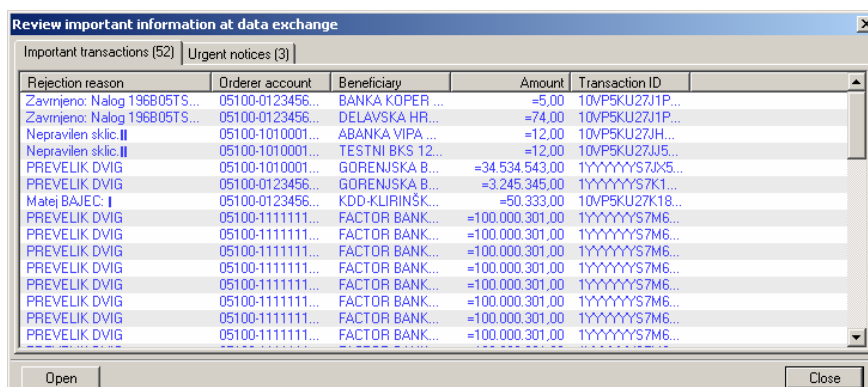 Review important information at data exchange
Important transactions (52) Urgent notices (3)
Rejection reason Orderer account Beneficiary Amount Transaction ID
Zavrnjeno: Nalog 196B05TS... 05100-0123456... BANKA KOPER ... =5,00 10VP5KU27J1P...
Zavrnjeno: Nalog 196B05TS... 05100-0123456... DELAVSKA HR... =74,00 10VP5KU27J1P...
Nepravilen sklic.|| 05100-1010001... ABANKA VIPA ... =12,00 10VP5KU27JH...
Nepravilen sklic.|| 05100-1010001... TESTNI BKS 12... =12,00 10VP5KU27JJ5...
PREVELIK DVIG 05100-1010001... GORENJSKA B... =34.534.543,00 1YYYYYYS7JX5...
PREVELIK DVIG 05100-0123456... GORENJSKA B... =3.245.345,00 1YYYYYYS7K1...
Matej BAJEC: | 05100-0123456... KDD-KLIRINŠK... =50.333,00 10VP5KU27K18...
PREVELIK DVIG 05100-1111111... FACTOR BANK... =100.000.301,00 1YYYYYYS7M6...
PREVELIK DVIG 05100-1111111... FACTOR BANK... =100.000.301,00 1YYYYYYS7M6...
PREVELIK DVIG 05100-1111111... FACTOR BANK... =100.000.301,00 1YYYYYYS7M6...
PREVELIK DVIG 05100-1111111... FACTOR BANK... =100.000.301,00 1YYYYYYS7M6...
PREVELIK DVIG 05100-1111111... FACTOR BANK... =100.000.301,00 1YYYYYYS7M6...
PREVELIK DVIG 05100-1111111... FACTOR BANK... =100.000.301,00 1YYYYYYS7M6...
PREVELIK DVIG 05100-1111111... FACTOR BANK... =100.000.301,00 1YYYYYYS7M6...
PREVELIK DVIG 05100-1111111... FACTOR BANK... =100.000.301,00 1YYYYYYS7M6...
Open Close